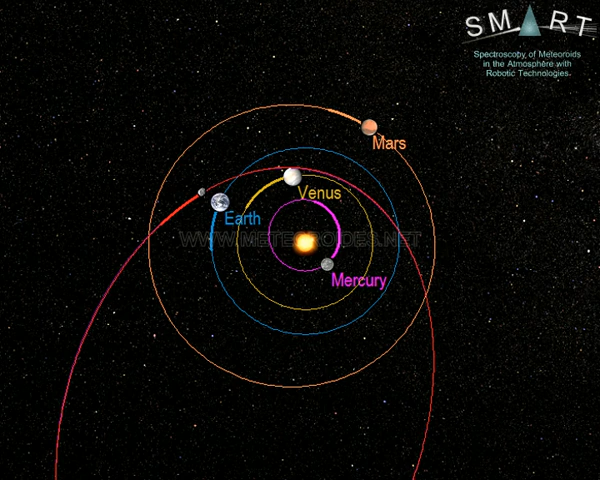 SMART
Spectroscopy of Meteoroids
in the Atmosphere with
Robotic Technologies
Mars
Venus
Earth
WWW.METEOROIDES.NET
Mercury